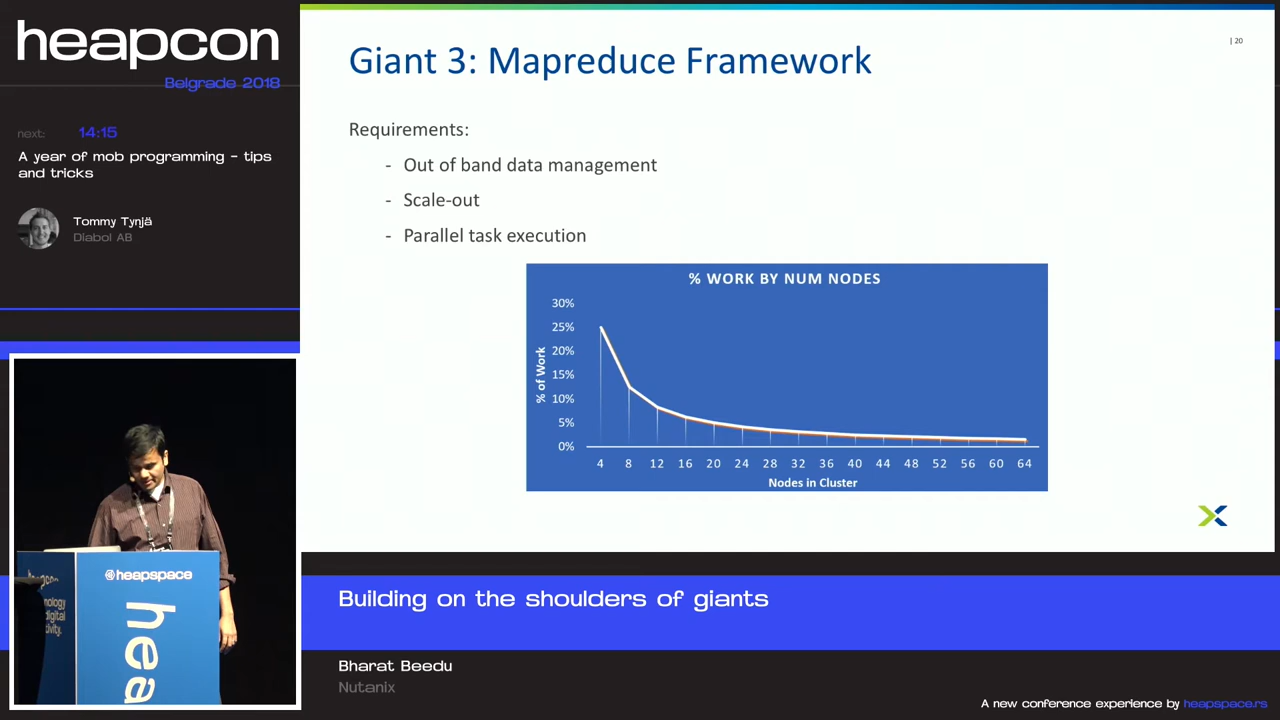 heapcon
Belgrade 2018
next: 14:15
A year of mob programming - tips
and tricks
Tommy Tynjä
Diabol AB
Giant 3: Mapreduce Framework
| 20
Requirements:
- Out of band data management
- Scale-out
- Parallel task execution
% WORK BY NUM NODES
% of Work
30%
25%
20%
15%
10%
5%
0%
4 8 12 16 20 24 28 32 36 40 44 48 52 56 60 64
Nodes in Cluster
@heapspace
hea
Building on the shoulders of giants
Bharat Beedu
Nutanix
A new conference experience by heapspace.rs